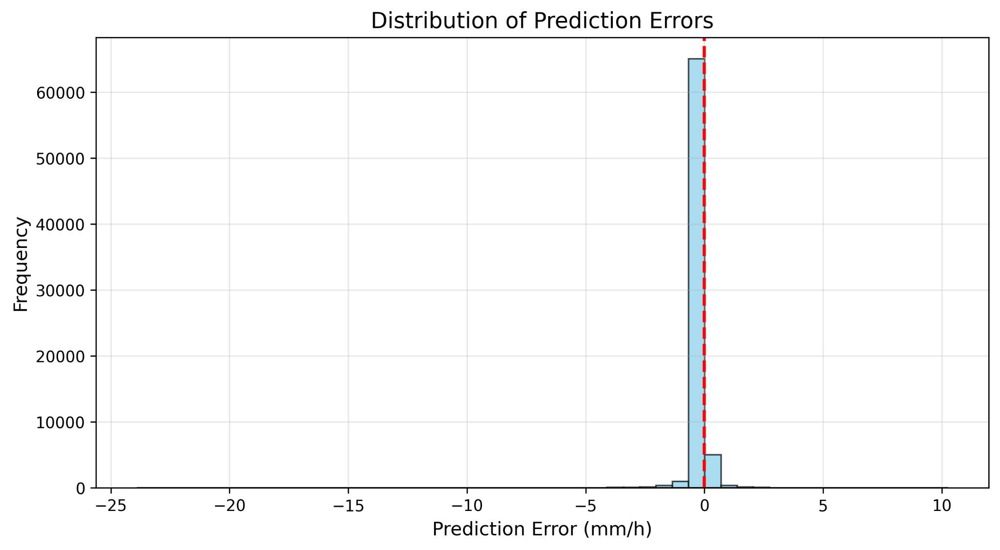 Distribution of Prediction Errors
Frequency
60000
50000
40000
30000
20000
10000
0
−25 −20 −15 −10 −5 0 5 10
Prediction Error (mm/h)